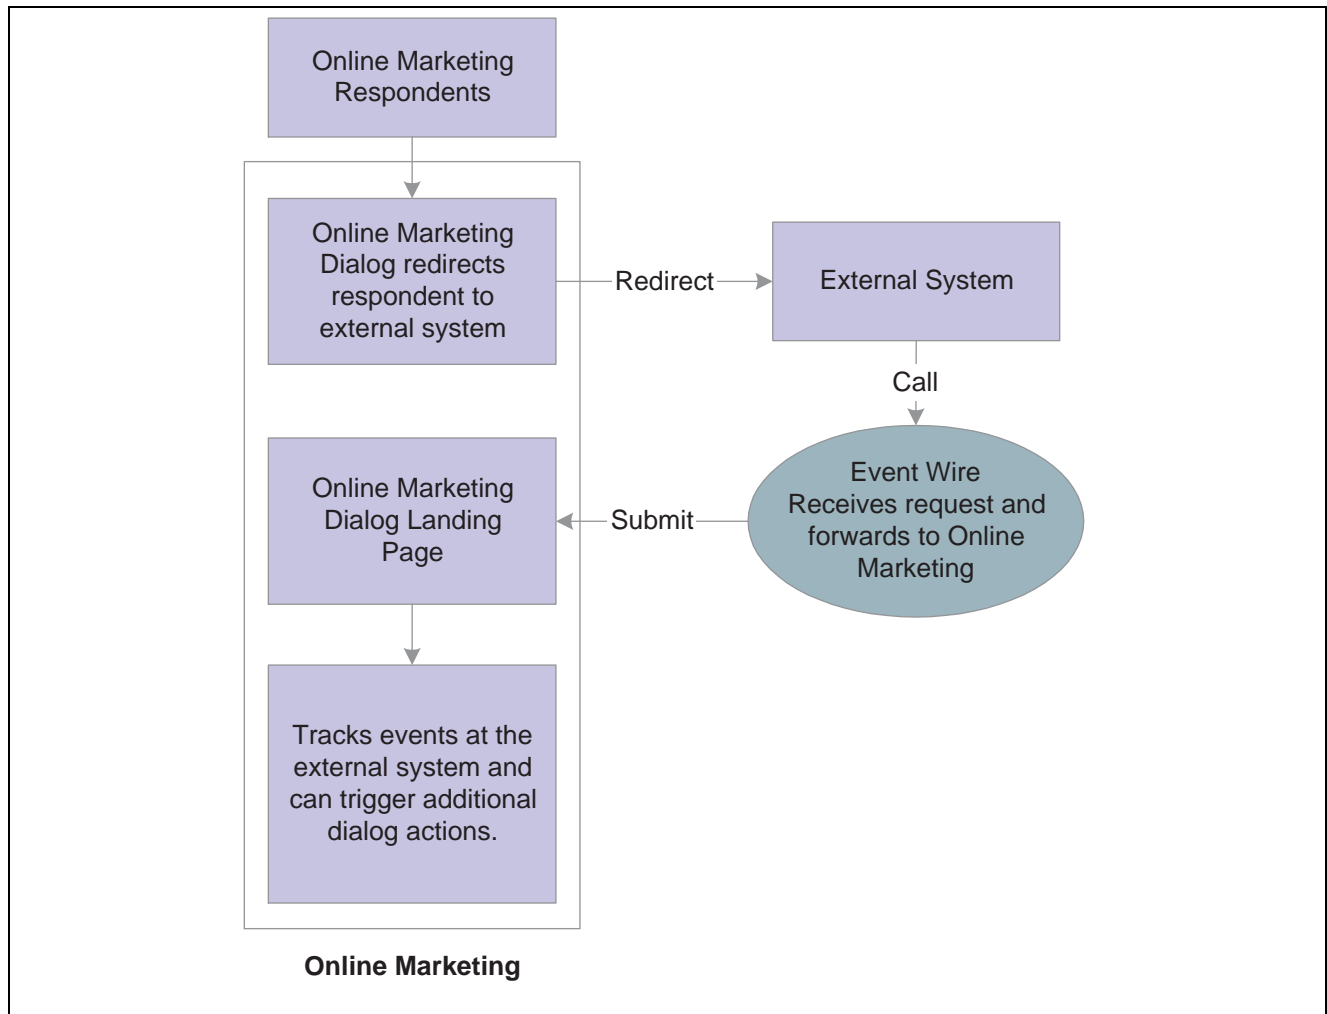 Online Marketing
Respondents
Online Marketing
Dialog redirects
respondent to
external system
Redirect
External System
Call
Event Wire
Receives request and
forwards to Online
Marketing
Submit
Online Marketing
Dialog Landing
Page
Tracks events at the
external system and
can trigger additional
dialog actions.
Online Marketing